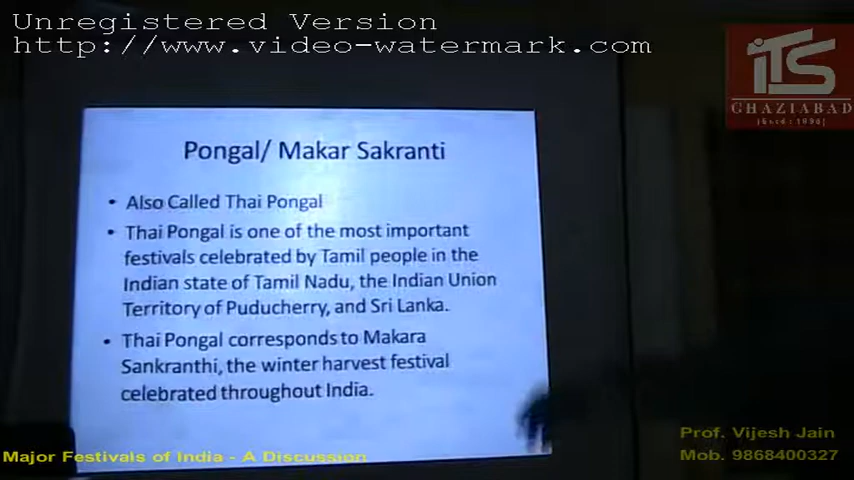 Unregistered Version
http://www.video-watermark.com
iTS
GHAZIABAD
(Estd : 1995)
Pongal/ Makar Sakranti
• Also Called Thai Pongal
• Thai Pongal is one of the most important
festivals celebrated by Tamil people in the
Indian state of Tamil Nadu, the Indian Union
Territory of Puducherry, and Sri Lanka.
• Thai Pongal corresponds to Makara
Sankranthi, the winter harvest festival
celebrated throughout India.
Prof. Vijesh Jain
Major Festivals of India - A Discussion
Mob. 9868400327